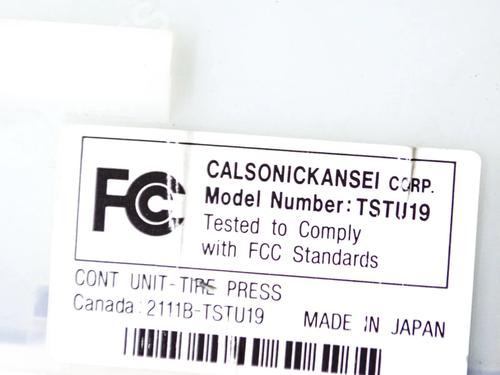 FCC
CALSONICKANSEI CORP.
Model Number: TSTU19
Tested to Comply
with FCC Standards
CONT UNIT-TIRE PRESS
Canada: 2111B-TSTU19 MADE IN JAPAN